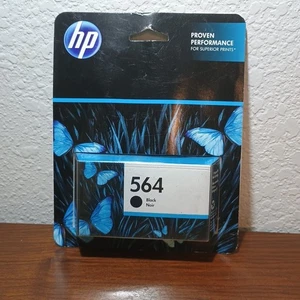 hp
PROVEN
PERFORMANCE
FOR SUPERIOR PRINTS
564
Black
Noir